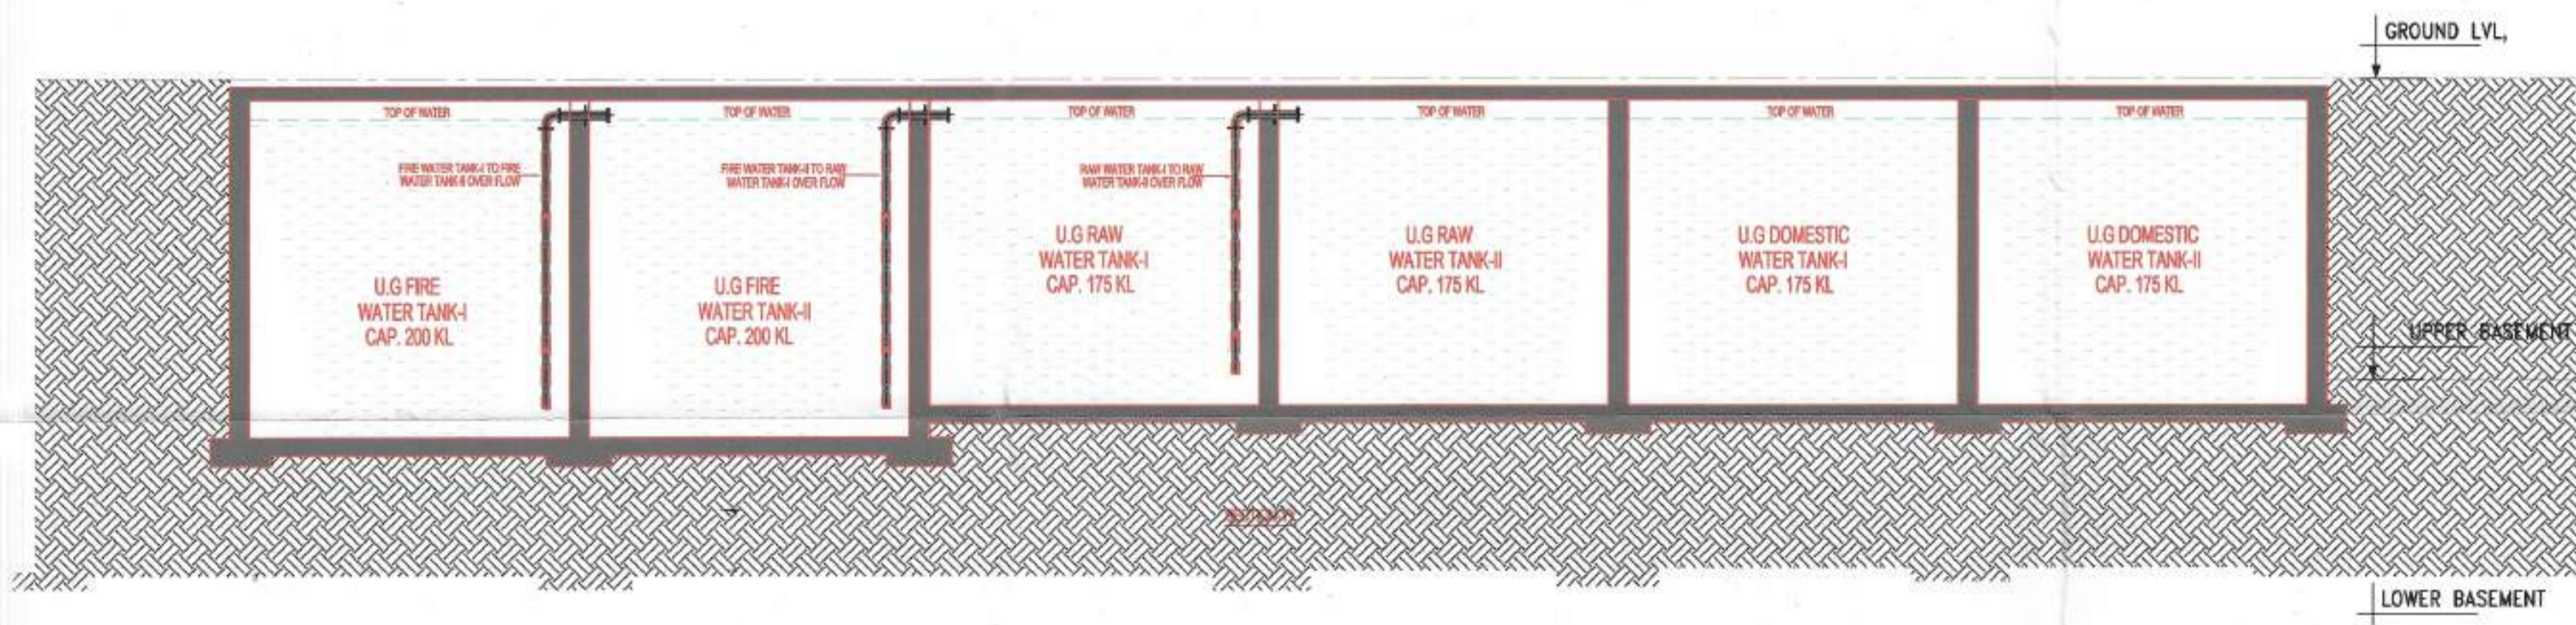 GROUND LVL,
TOP OF WATER
TOP OF WATER
TOP OF WATER
TOP OF WATER
TOP OF WATER
TOP OF WATER
FIRE WATER TANK-I TO FIRE
WATER TANK-II OVER FLOW
FIRE WATER TANK-II TO RAW
WATER TANK-I OVER FLOW
RAW WATER TANK-I TO RAW
WATER TANK-II OVER FLOW
U.G FIRE
WATER TANK-I
CAP. 200 KL
U.G FIRE
WATER TANK-II
CAP. 200 KL
U.G RAW
WATER TANK-I
CAP. 175 KL
U.G RAW
WATER TANK-II
CAP. 175 KL
U.G DOMESTIC
WATER TANK-I
CAP. 175 KL
U.G DOMESTIC
WATER TANK-II
CAP. 175 KL
UPPER BASEMENT
LOWER BASEMENT